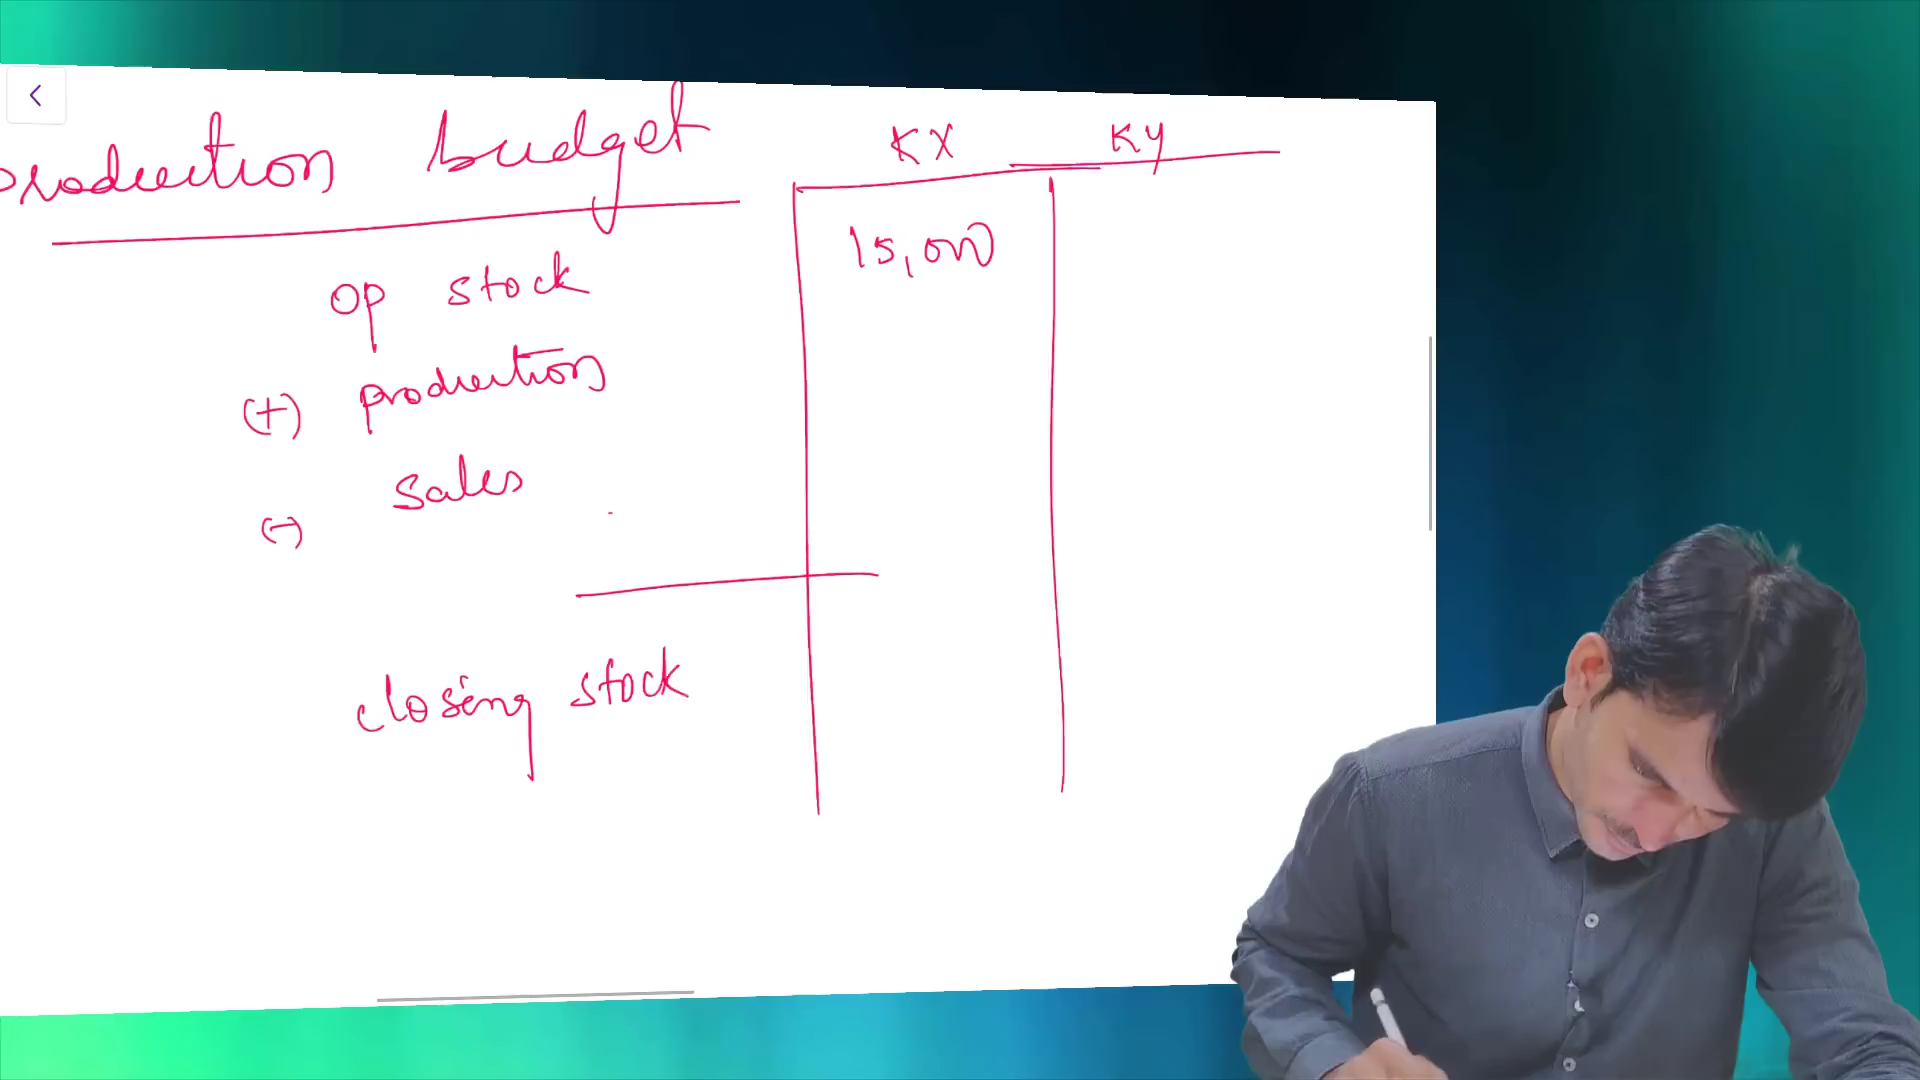 production budget
KX KY
op stock 15,000
(+) production
(-) sales
closing stock